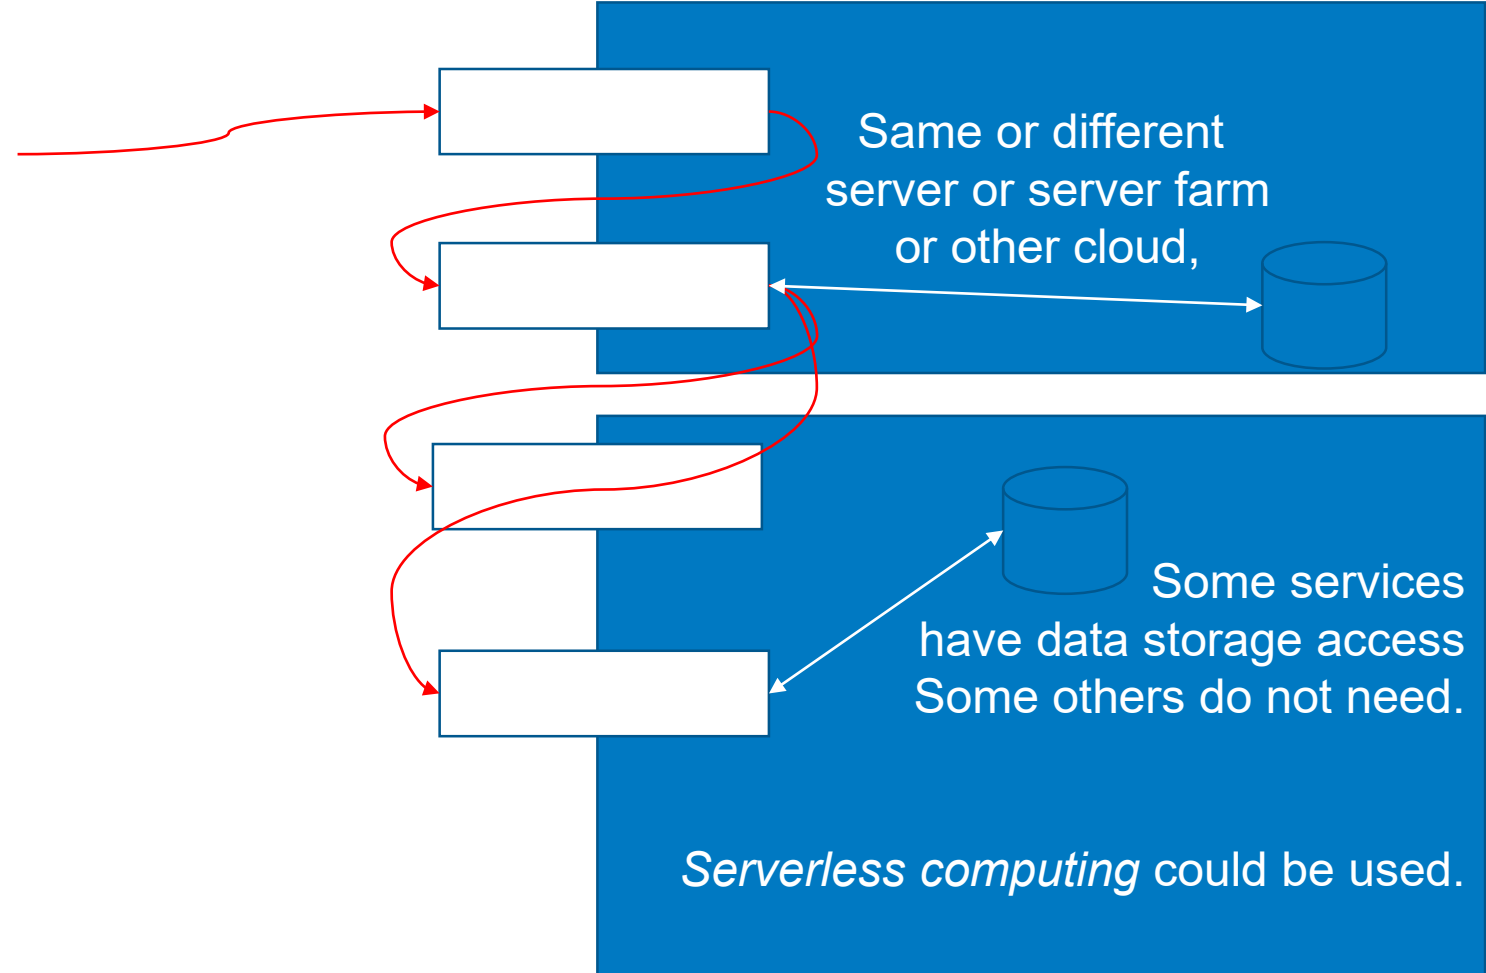 Same or different
server or server farm
or other cloud,
Some services
have data storage access
Some others do not need.
Serverless computing could be used.